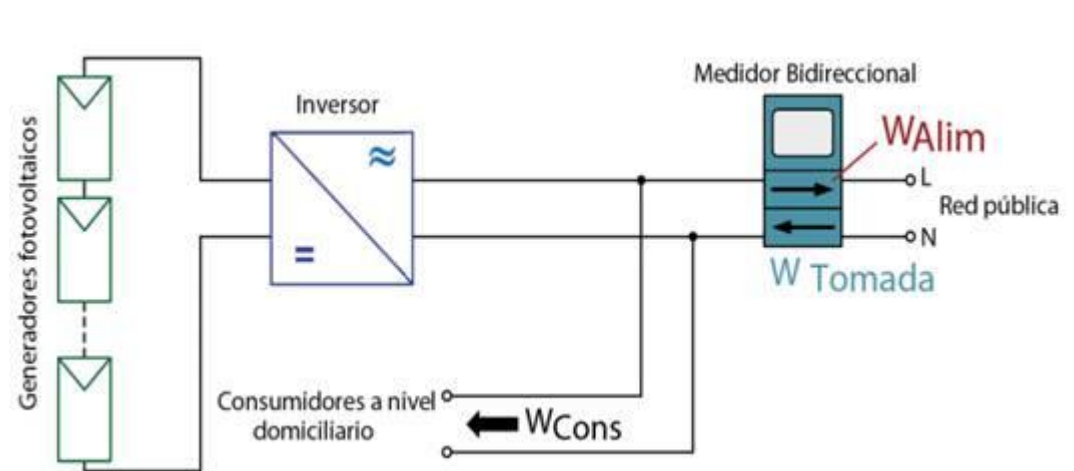 Generadores fotovoltaicos
Inversor
≈
=
Medidor Bidireccional
WAlim
L
Red pública
N
W Tomada
Consumidores a nivel
domiciliario
WCons